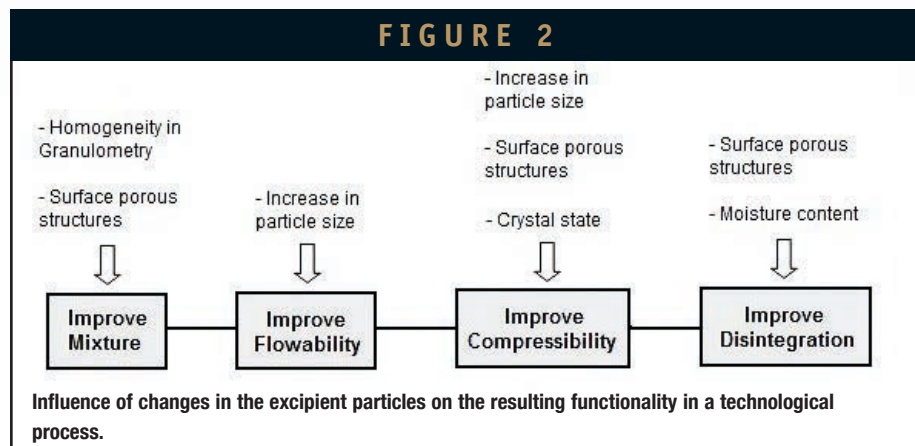 FIGURE 2
- Homogeneity in
Granulometry
- Surface porous
structures
Improve
Mixture
- Increase in
particle size
Improve
Flowability
- Increase in
particle size
- Surface porous
structures
- Crystal state
Improve
Compressibility
- Surface porous
structures
- Moisture content
Improve
Disintegration
Influence of changes in the excipient particles on the resulting functionality in a technological
process.